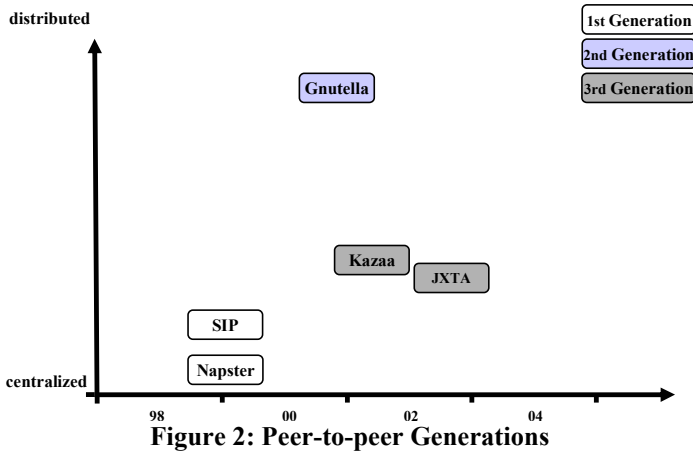 distributed
1st Generation
2nd Generation
3rd Generation
Gnutella
Kazaa
JXTA
SIP
Napster
centralized
98 00 02 04
Figure 2: Peer-to-peer Generations